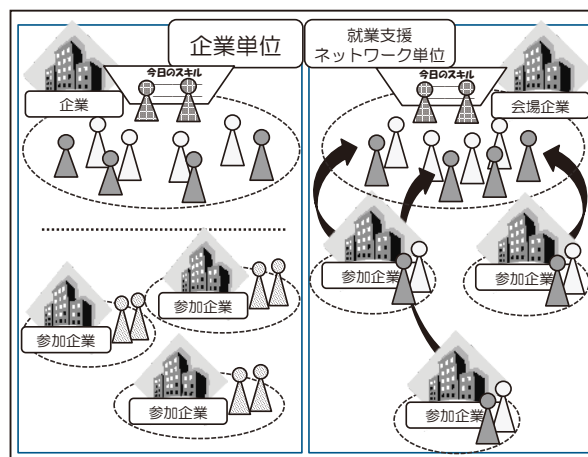 企業単位
就業支援
ネットワーク単位
今日のスキル
企業
今日のスキル
会場企業
参加企業
参加企業
参加企業
参加企業
参加企業
参加企業